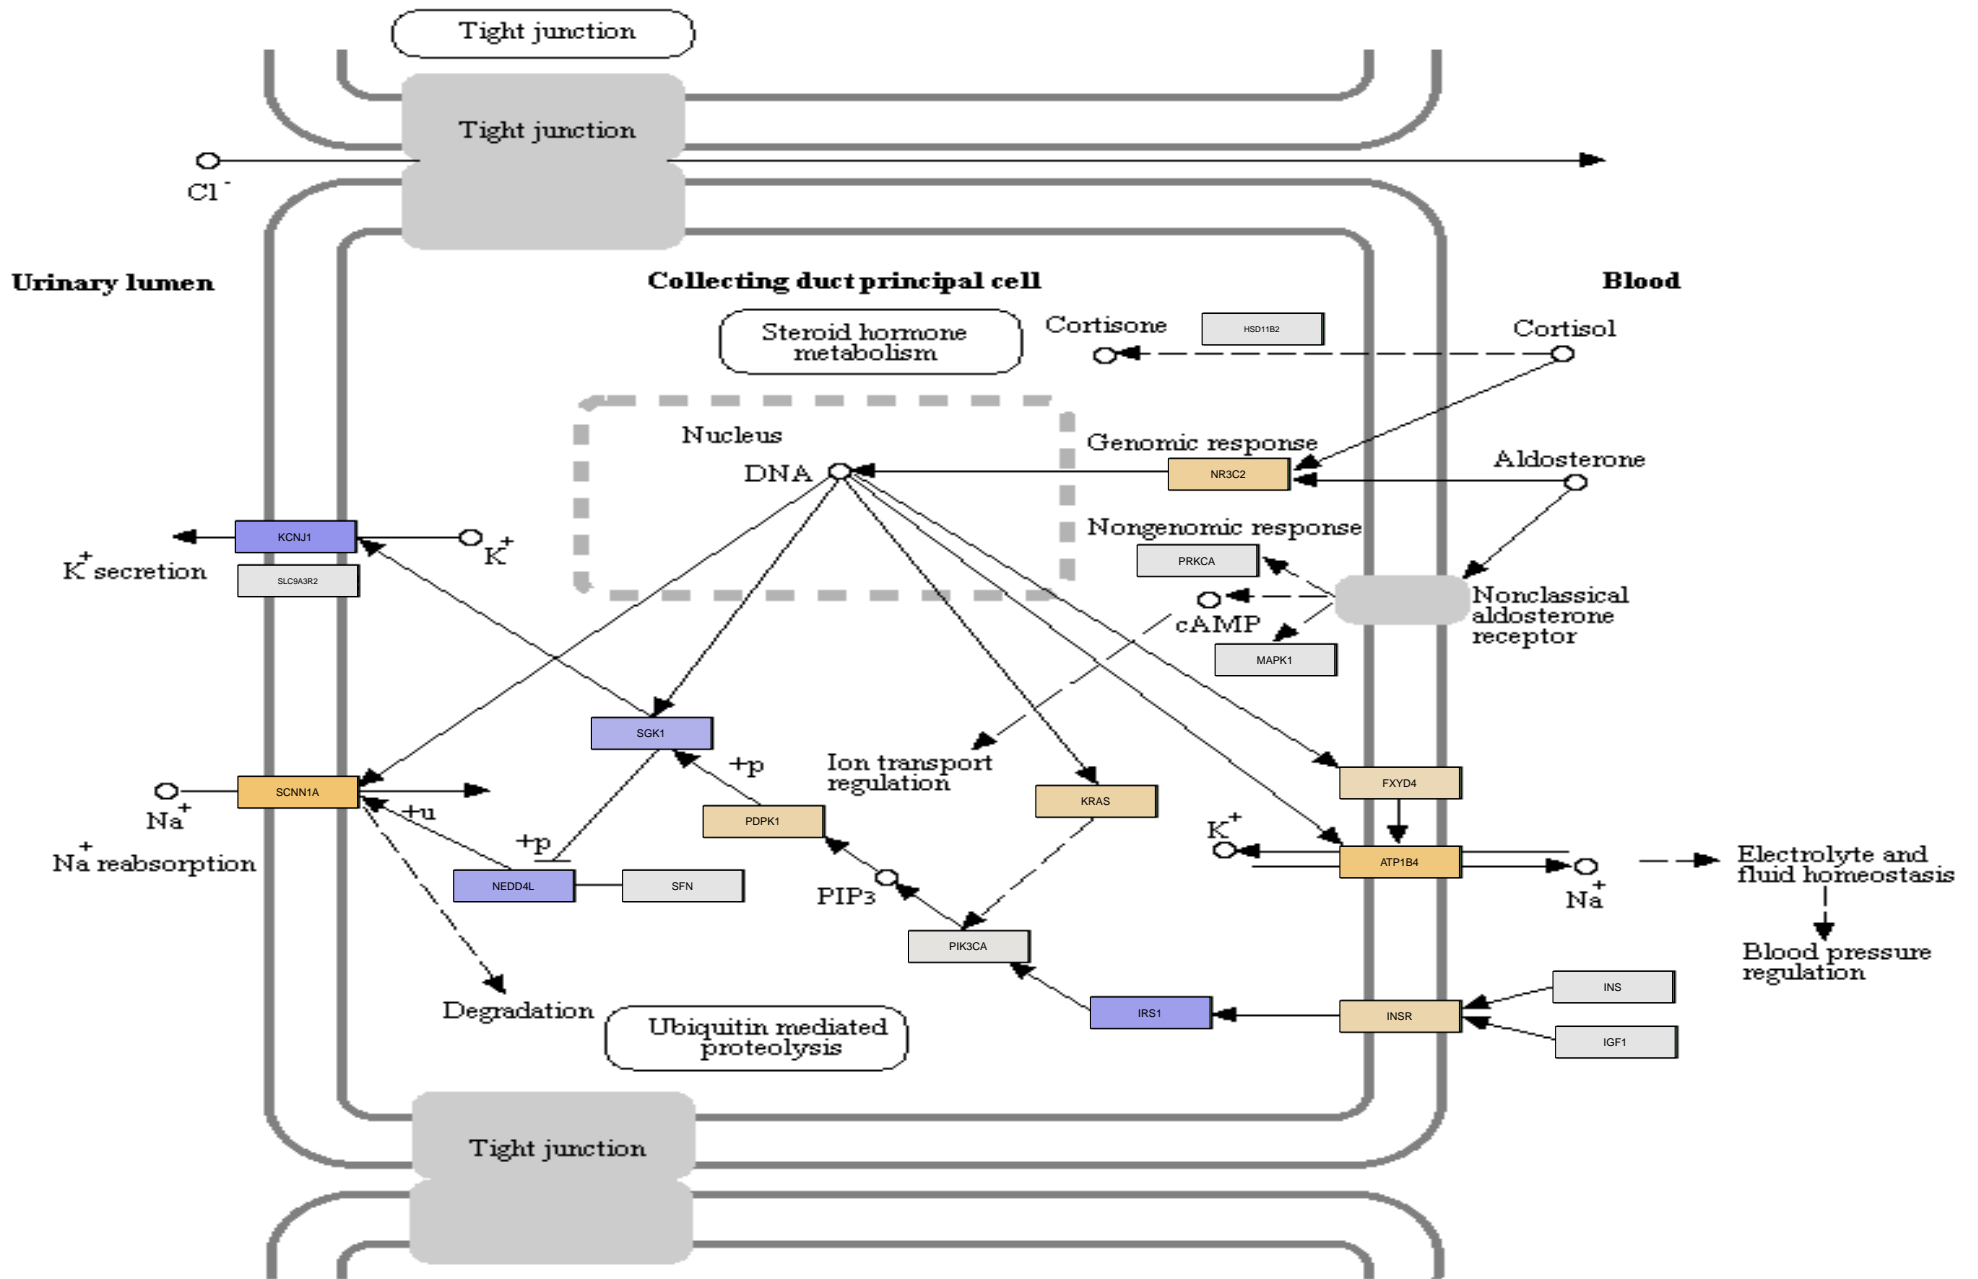 Tight junction
Tight junction
Cl -
Urinary lumen
Collecting duct principal cell
Blood
Steroid hormone
metabolism
Cortisone
HSD11B2
Cortisol
Nucleus
DNA
Genomic response
NR3C2
Aldosterone
Nongenomic response
PRKCA
KCNJ1
K+
K+ secretion
SLC9A3R2
cAMP
MAPK1
Nonclassical
aldosterone
receptor
SGK1
+p
Ion transport
regulation
FXYD4
SCNN1A
Na+
+u
PDPK1
KRAS
K+
Na+ reabsorption
+p
ATP1B4
Na+
Electrolyte and
fluid homeostasis
NEDD4L
SFN
PIP3
PIK3CA
Blood pressure
regulation
Degradation
IRS1
INSR
INS
IGF1
Ubiquitin mediated
proteolysis
Tight junction